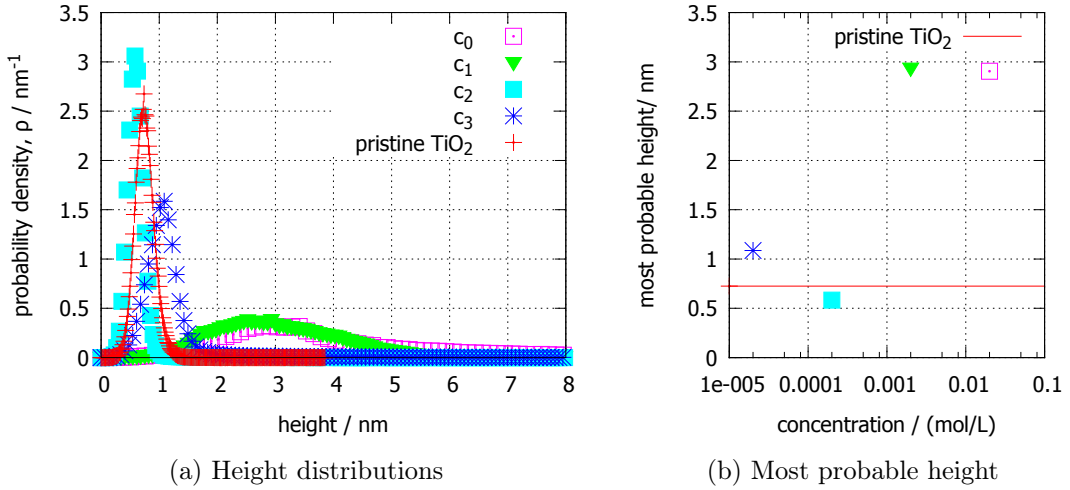 3.5
3
2.5
2
1.5
1
0.5
0
0 1 2 3 4 5 6 7 8
probability density, ρ / nm⁻¹
height / nm
c₀
c₁
c₂
c₃
pristine TiO₂
(a) Height distributions
3.5
3
2.5
2
1.5
1
0.5
0
1e-005 0.0001 0.001 0.01 0.1
most probable height/ nm
concentration / (mol/L)
pristine TiO₂
(b) Most probable height